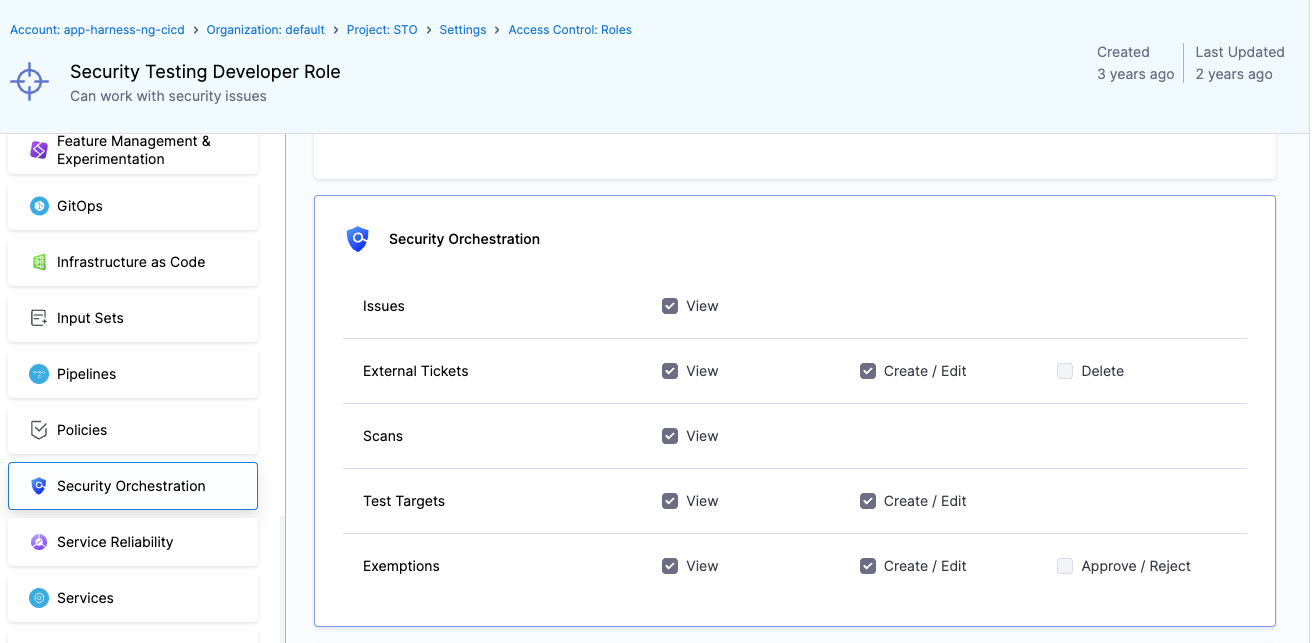 Account: app-harness-ng-cicd > Organization: default > Project: STO > Settings > Access Control: Roles
Security Testing Developer Role
Can work with security issues
Created
3 years ago
Last Updated
2 years ago
Feature Management &
Experimentation
GitOps
Infrastructure as Code
Input Sets
Pipelines
Policies
Security Orchestration
Service Reliability
Services
Security Orchestration
Issues View
External Tickets View Create / Edit Delete
Scans View
Test Targets View Create / Edit
Exemptions View Create / Edit Approve / Reject